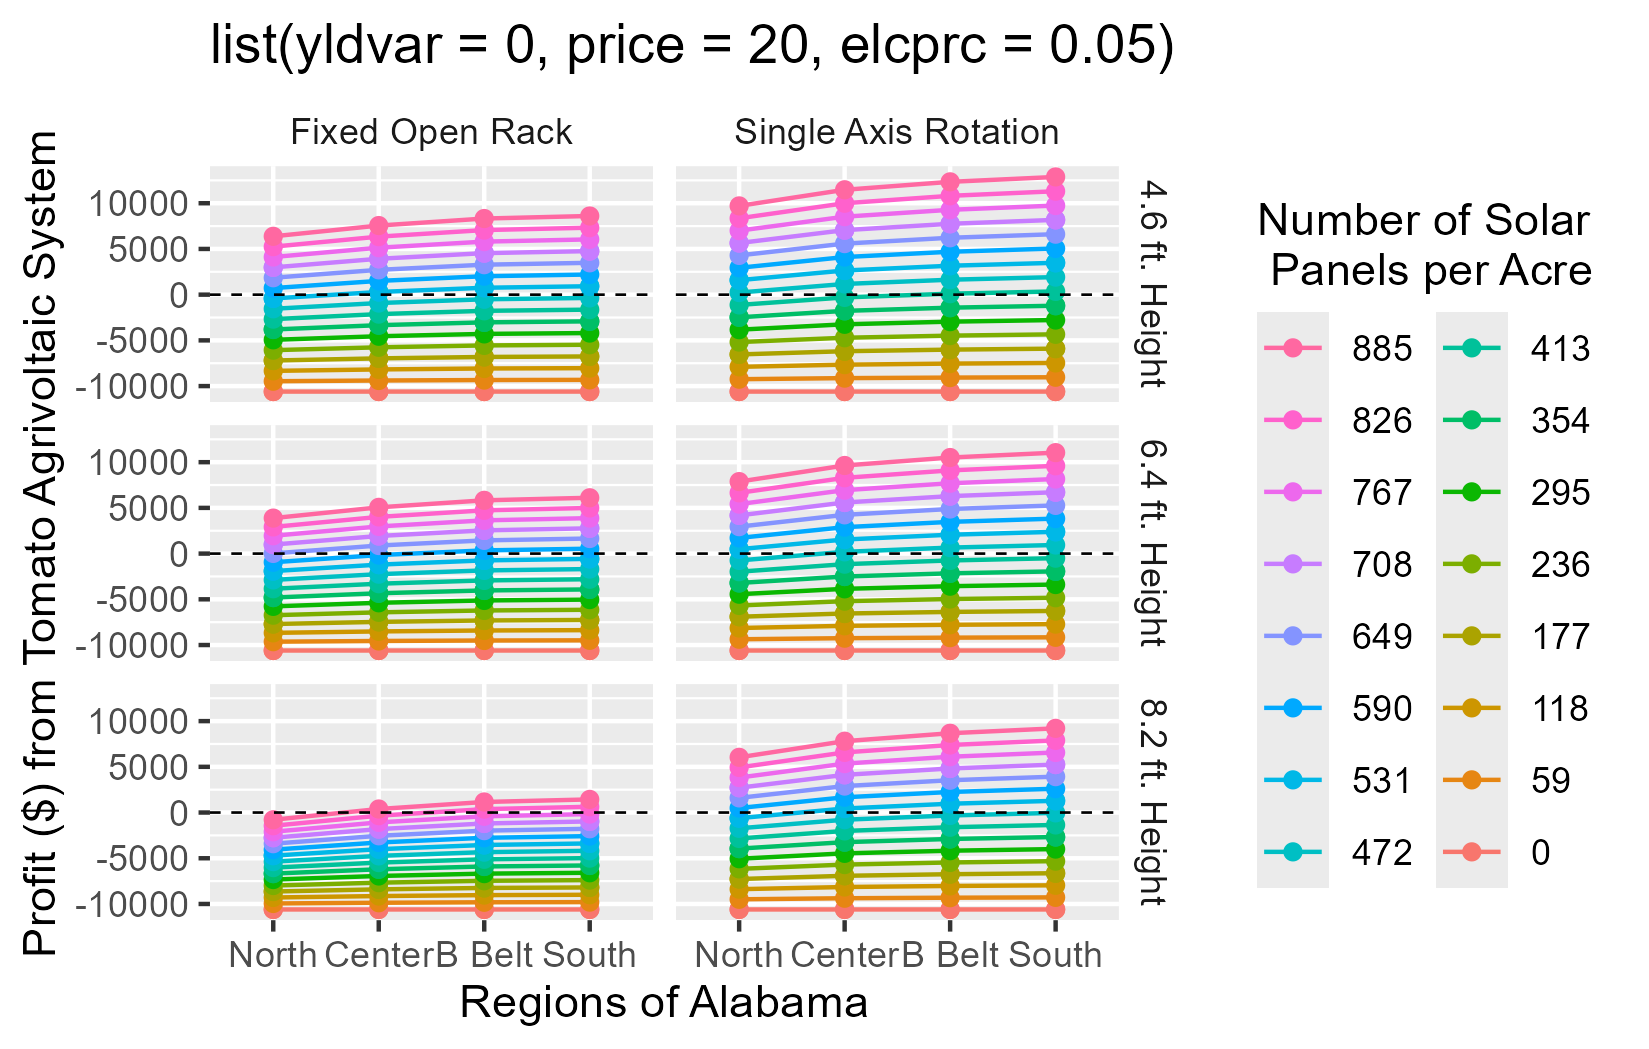 list(yldvar = 0, price = 20, elcprc = 0.05)
Fixed Open Rack
Single Axis Rotation
Profit ($) from Tomato Agrivoltaic System
10000
5000
0
-5000
-10000
4.6 ft. Height
10000
5000
0
-5000
-10000
6.4 ft. Height
10000
5000
0
-5000
-10000
8.2 ft. Height
North Center B Belt South
North Center B Belt South
Regions of Alabama
Number of Solar
Panels per Acre
885
826
767
708
649
590
531
472
413
354
295
236
177
118
59
0